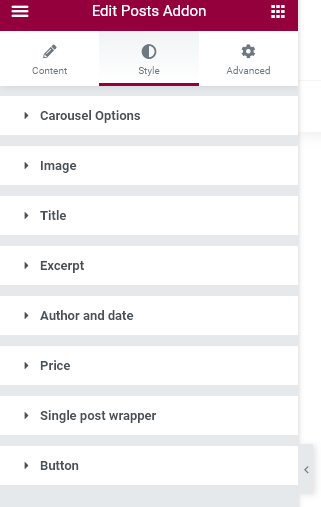 Edit Posts Addon
Content Style Advanced
Carousel Options
Image
Title
Excerpt
Author and date
Price
Single post wrapper
Button